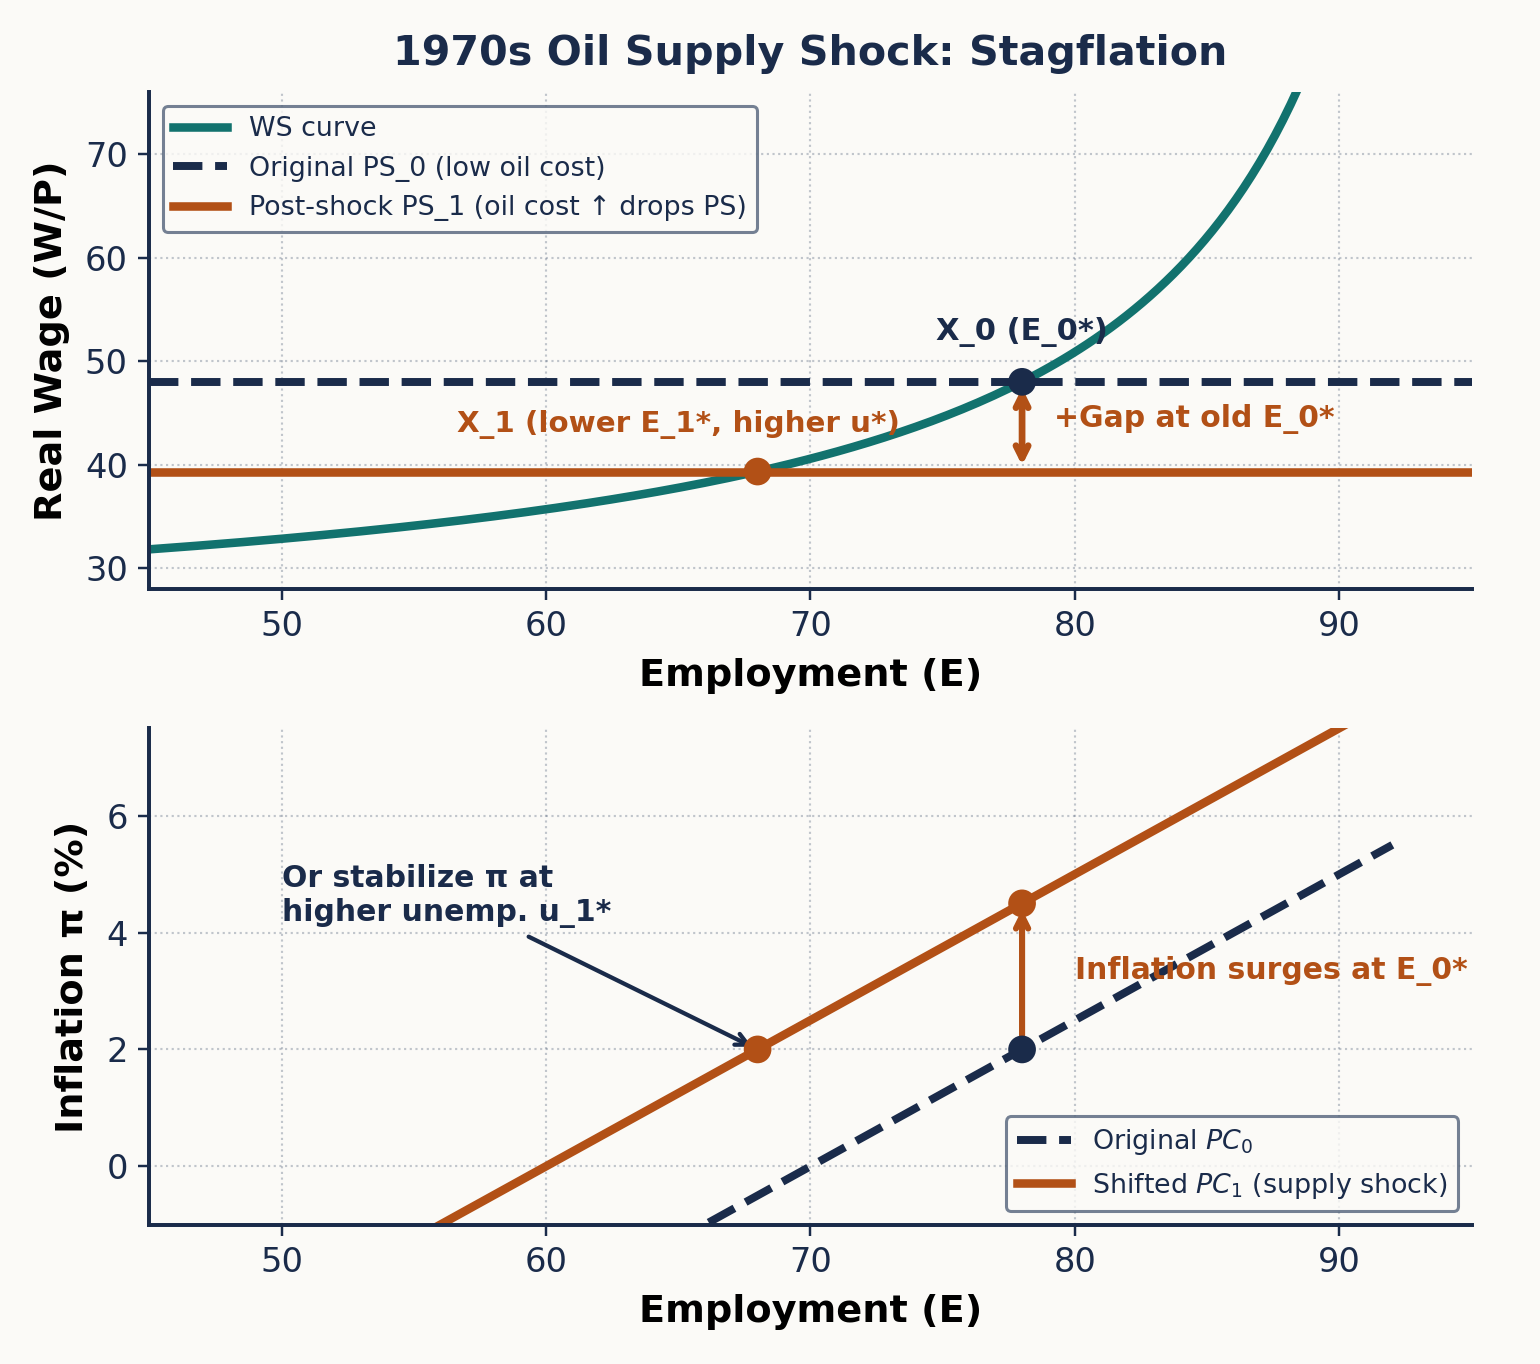 1970s Oil Supply Shock: Stagflation
WS curve
Original PS_0 (low oil cost)
Post-shock PS_1 (oil cost ↑ drops PS)
Real Wage (W/P)
70
60
50
40
30
X_0 (E_0*)
X_1 (lower E_1*, higher u*)
+Gap at old E_0*
50 60 70 80 90
Employment (E)
Inflation π (%)
6
4
2
0
Or stabilize π at
higher unemp. u_1*
Inflation surges at E_0*
Original PC₀
Shifted PC₁ (supply shock)
50 60 70 80 90
Employment (E)